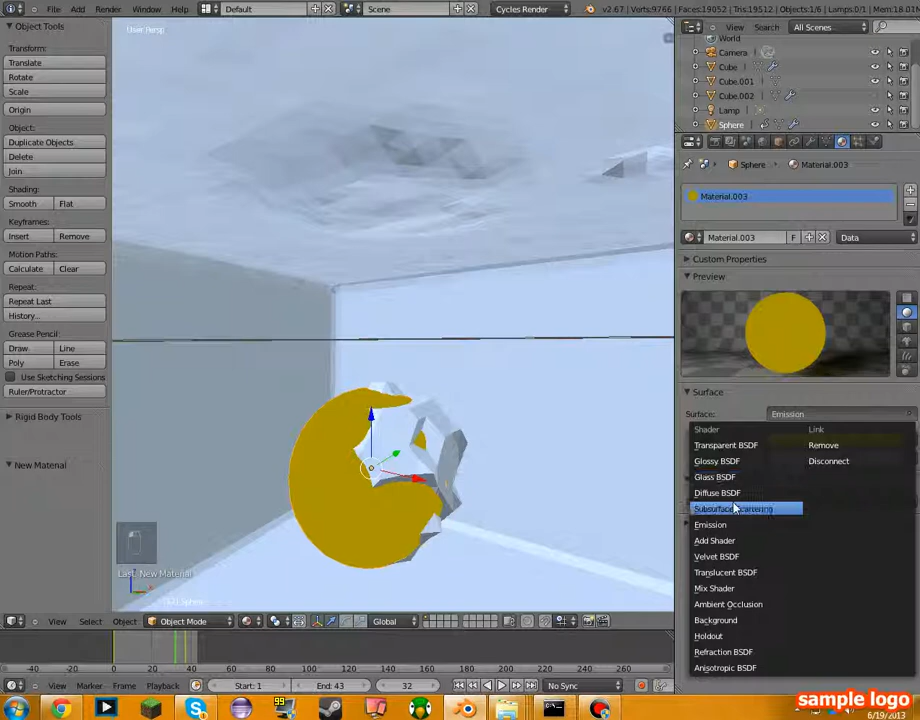 File Add Render Window Help Default Scene Cycles Render v2.67 | Verts:9766 | Faces:19052 | Tris:19512 | Objects:1/6 | Lamps:0/1 | Mem:18.01
Object Tools
User Persp
View Search All Scenes
World
Camera
Cube
Cube.001
Cube.002
Lamp
Sphere
Transform:
Translate
Rotate
Scale
Origin
Object:
Duplicate Objects
Delete
Join
Shading:
Smooth Flat
Keyframes:
Insert Remove
Motion Paths:
Calculate Clear
Repeat:
Repeat Last
History...
Grease Pencil:
Draw Line
Poly Erase
Use Sketching Sessions
Ruler/Protractor
Rigid Body Tools
New Material
Sphere Material.003
Material.003
Material.003 F Data
Custom Properties
Preview
Surface
Surface: Emission
Shader Link
Transparent BSDF Remove
Glossy BSDF Disconnect
Glass BSDF
Diffuse BSDF
Subsurface Scattering
Emission
Add Shader
Velvet BSDF
Translucent BSDF
Mix Shader
Ambient Occlusion
Background
Holdout
Refraction BSDF
Anisotropic BSDF
Last: New Material
View Select Object Object Mode Global
-40 -20 0 20 40 60 80 100 120 140 160 180 200 220 240 260
View Marker Frame Playback Start: 1 End: 43 32 No Sync
99
sample logo
6/19/2013